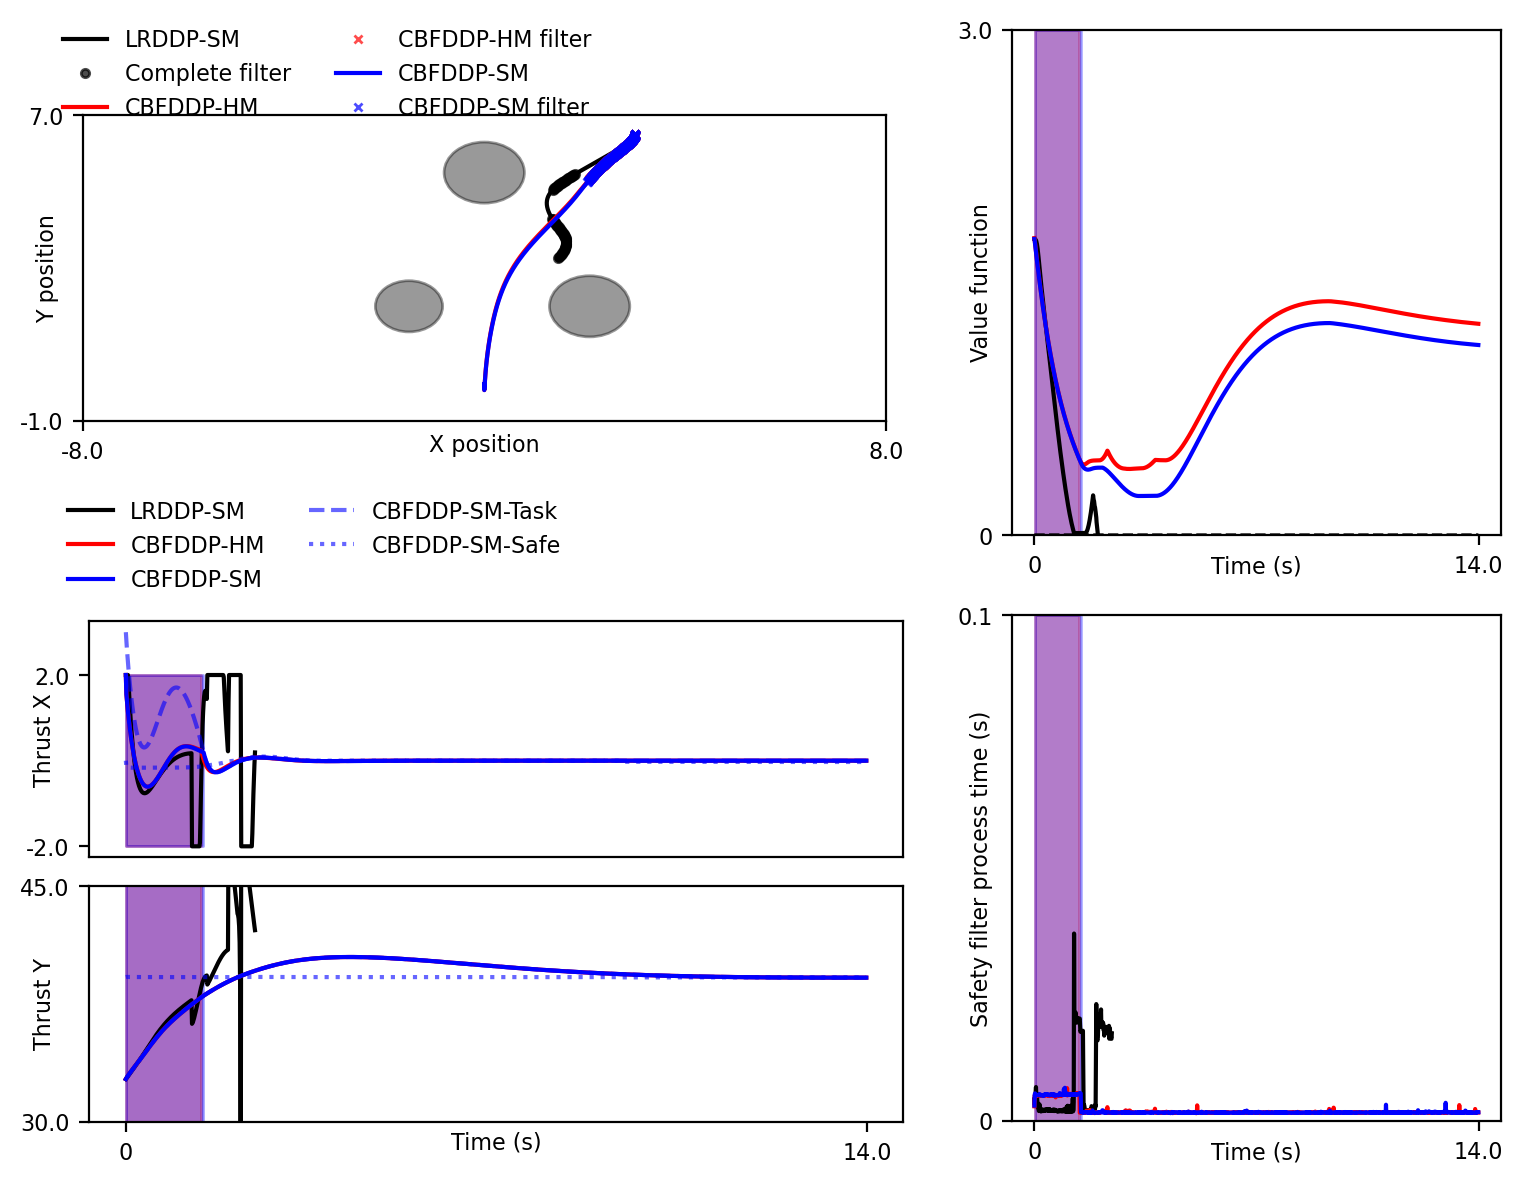 LRDDP-SM
Complete filter
CBFDDP-HM
CBFDDP-HM filter
CBFDDP-SM
CBFDDP-SM filter
7.0
-1.0
Y position
-8.0
X position
8.0
LRDDP-SM
CBFDDP-HM
CBFDDP-SM
CBFDDP-SM-Task
CBFDDP-SM-Safe
2.0
-2.0
Thrust X
45.0
30.0
Thrust Y
0
Time (s)
14.0
3.0
0
Value function
0
Time (s)
14.0
0.1
0
Safety filter process time (s)
0
Time (s)
14.0